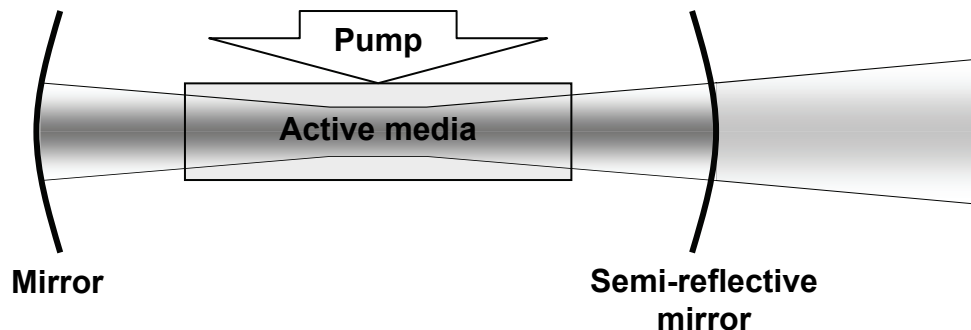 Pump
Active media
Mirror
Semi-reflective
mirror